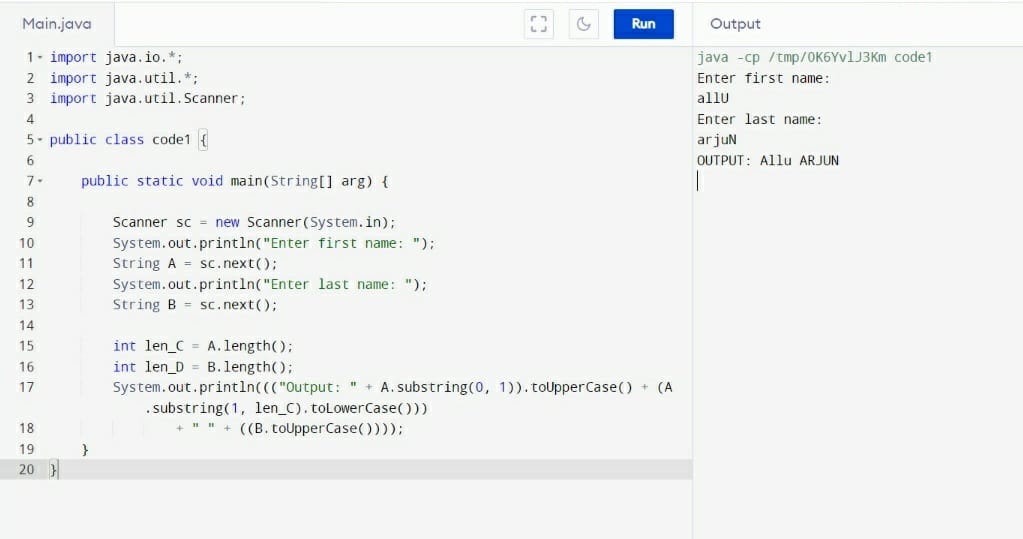 Main.java
Run
Output
1 import java.io.*;
2 import java.util.*;
3 import java.util.Scanner;
4
5 public class code1 {
6
7 public static void main(String[] arg) {
8
9 Scanner sc = new Scanner(System.in);
10 System.out.println("Enter first name: ");
11 String A = sc.next();
12 System.out.println("Enter last name: ");
13 String B = sc.next();
14
15 int len_C = A.length();
16 int len_D = B.length();
17 System.out.println((("Output: " + A.substring(0, 1)).toUpperCase() + (A
.substring(1, len_C).toLowerCase()))
18 + " " + ((B.toUpperCase())));
19 }
20 }
java -cp /tmp/0K6YvlJ3Km code1
Enter first name:
allU
Enter last name:
arjuN
OUTPUT: Allu ARJUN